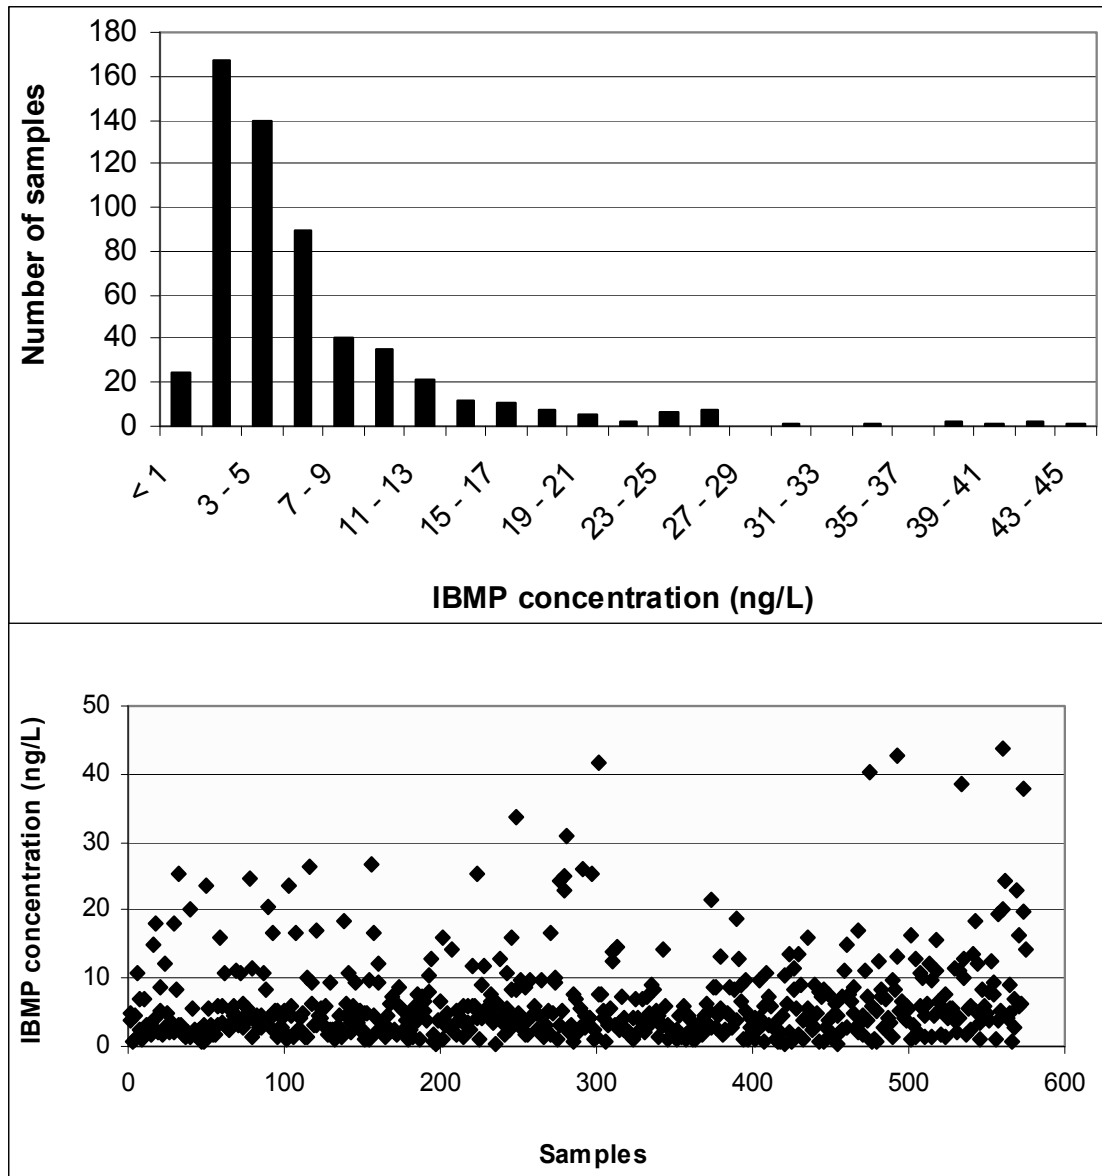 180
160
140
120
100
80
60
40
20
0
Number of samples
< 1
3 - 5
7 - 9
11 - 13
15 - 17
19 - 21
23 - 25
27 - 29
31 - 33
35 - 37
39 - 41
43 - 45
IBMP concentration (ng/L)
50
40
30
20
10
0
IBMP concentration (ng/L)
0 100 200 300 400 500 600
Samples